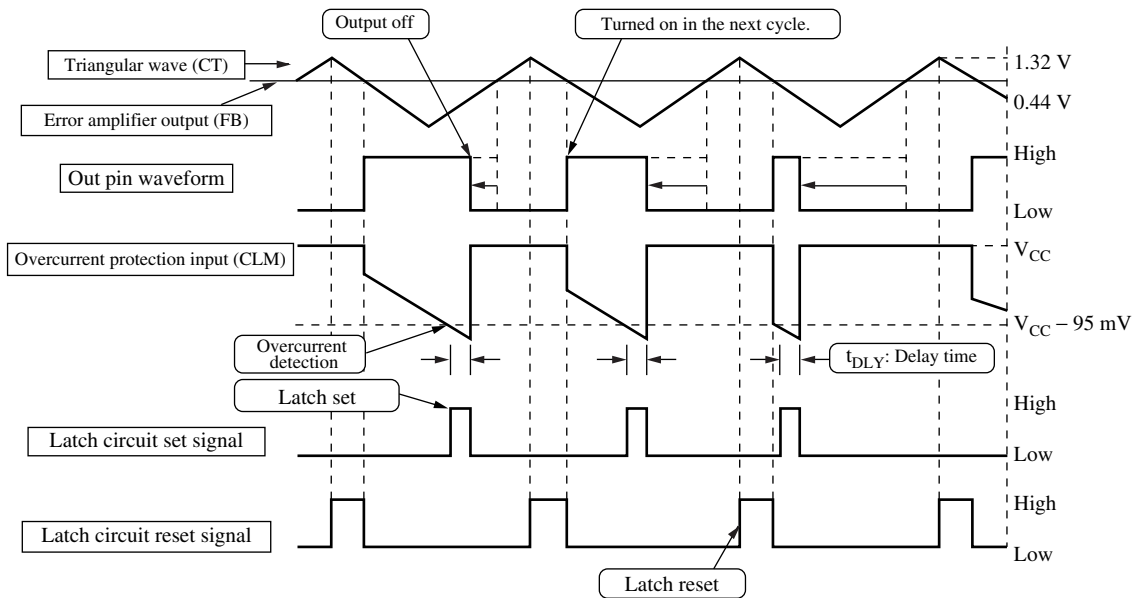 Output off
Turned on in the next cycle.
Triangular wave (CT)
1.32 V
0.44 V
Error amplifier output (FB)
High
Out pin waveform
Low
Overcurrent protection input (CLM)
VCC
VCC – 95 mV
Overcurrent
detection
tDLY: Delay time
Latch set
High
Latch circuit set signal
Low
High
Latch circuit reset signal
Low
Latch reset